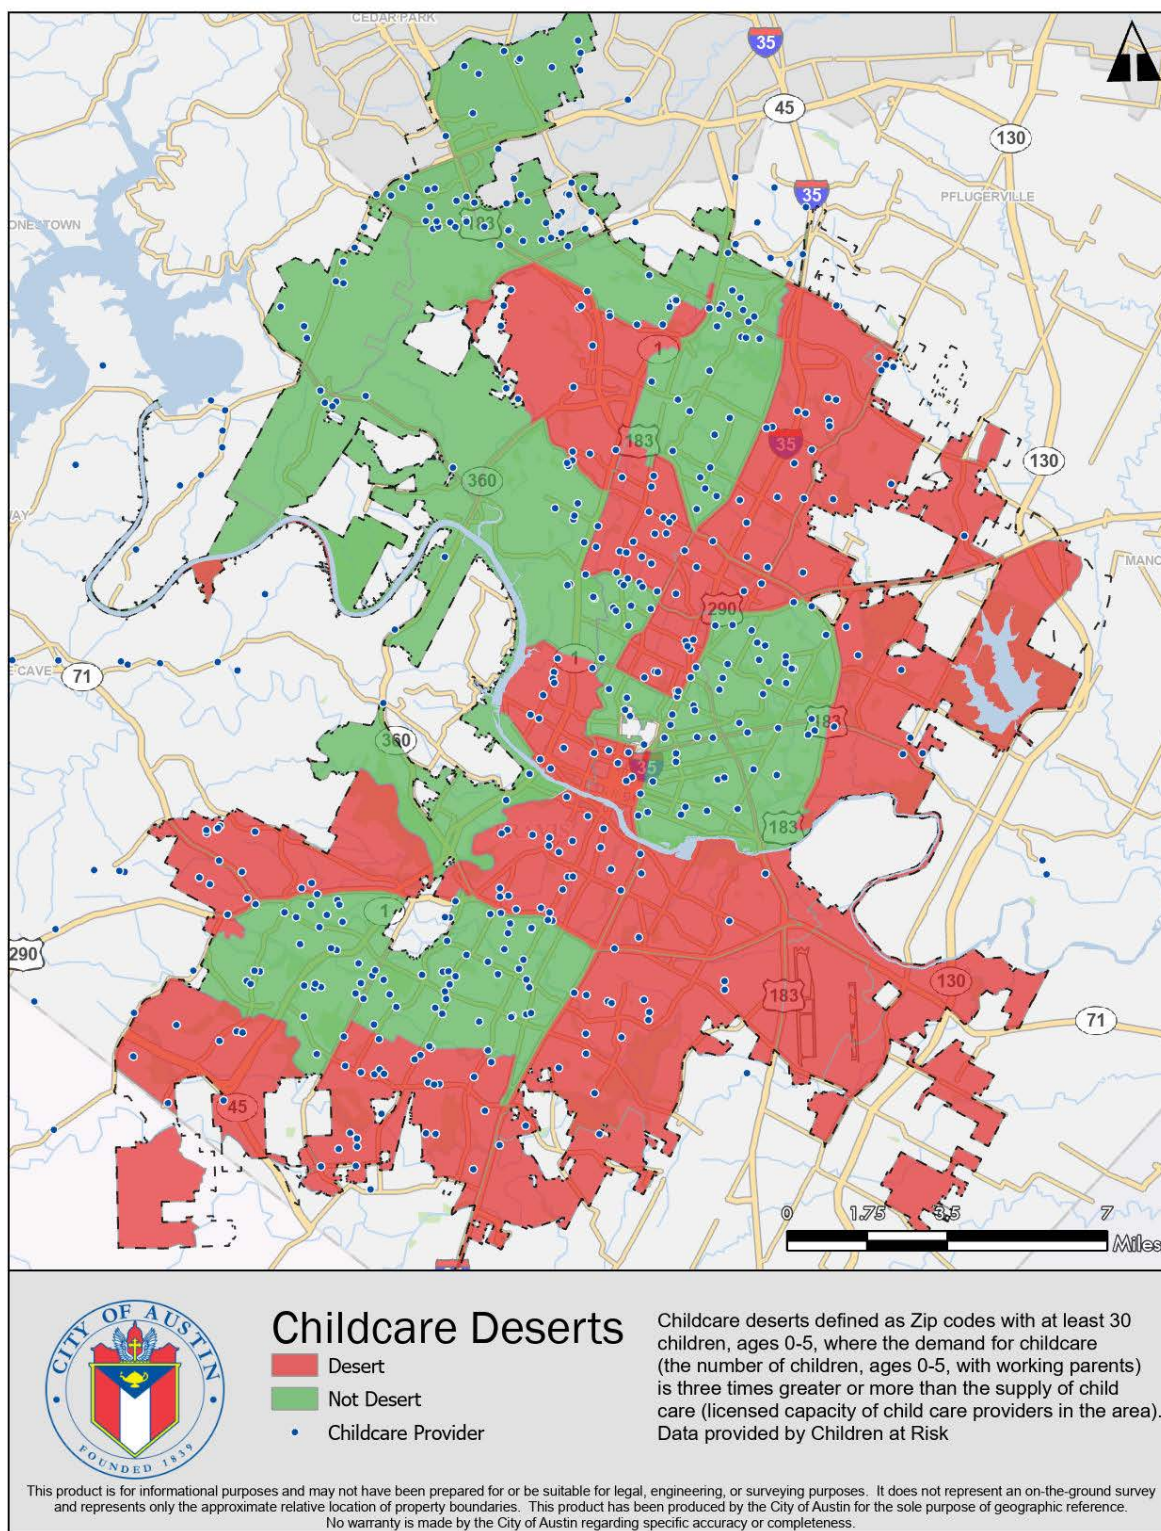 CEDAR PARK
35
45
130
35
PFLUGERVILLE
ONESTOWN
183
1
183
35
130
360
WAY
MANO
290
1
E CAVE
71
183
360
35
183
1
290
130
183
71
45
0 1.75 3.5 7
Miles
CITY OF AUSTIN
FOUNDED 1839
Childcare Deserts
Desert
Not Desert
Childcare Provider
Childcare deserts defined as Zip codes with at least 30
children, ages 0-5, where the demand for childcare
(the number of children, ages 0-5, with working parents)
is three times greater or more than the supply of child
care (licensed capacity of child care providers in the area).
Data provided by Children at Risk
This product is for informational purposes and may not have been prepared for or be suitable for legal, engineering, or surveying purposes. It does not represent an on-the-ground survey
and represents only the approximate relative location of property boundaries. This product has been produced by the City of Austin for the sole purpose of geographic reference.
No warranty is made by the City of Austin regarding specific accuracy or completeness.